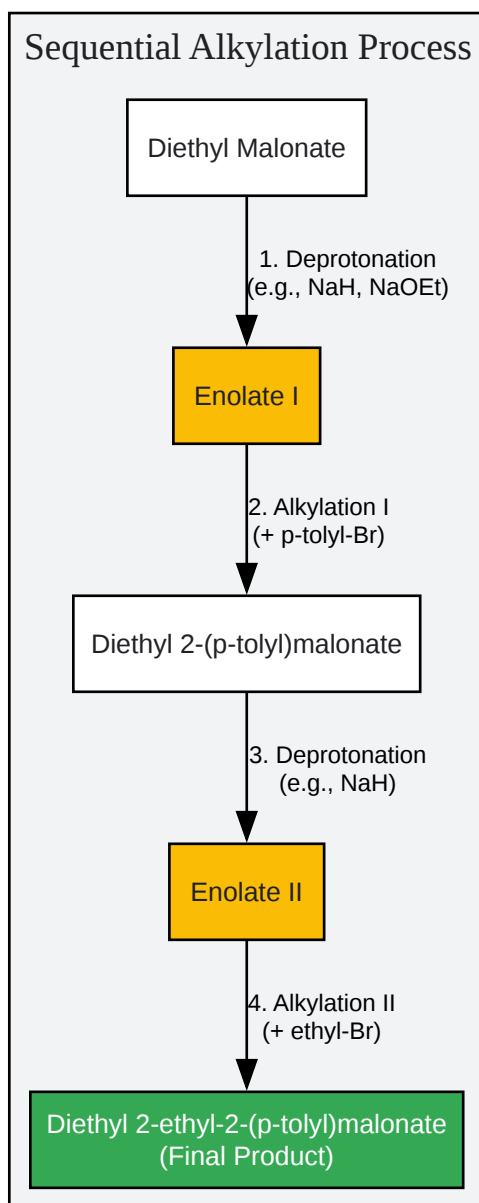 Sequential Alkylation Process
Diethyl Malonate
1. Deprotonation
(e.g., NaH, NaOEt)
Enolate I
2. Alkylation I
(+ p-tolyl-Br)
Diethyl 2-(p-tolyl)malonate
3. Deprotonation
(e.g., NaH)
Enolate II
4. Alkylation II
(+ ethyl-Br)
Diethyl 2-ethyl-2-(p-tolyl)malonate
(Final Product)